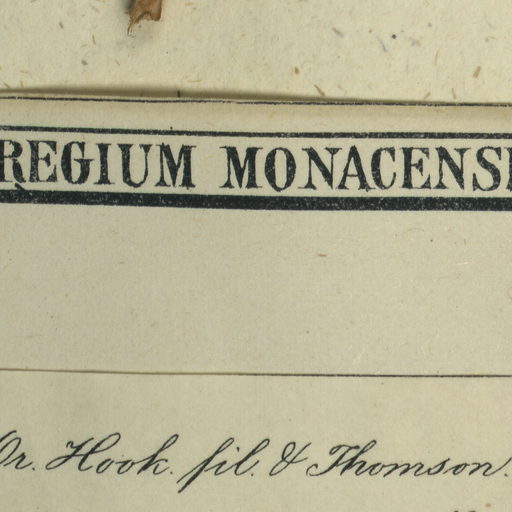 REGIUM MONACENSE
Dr. Hook. fil. & Thomson.